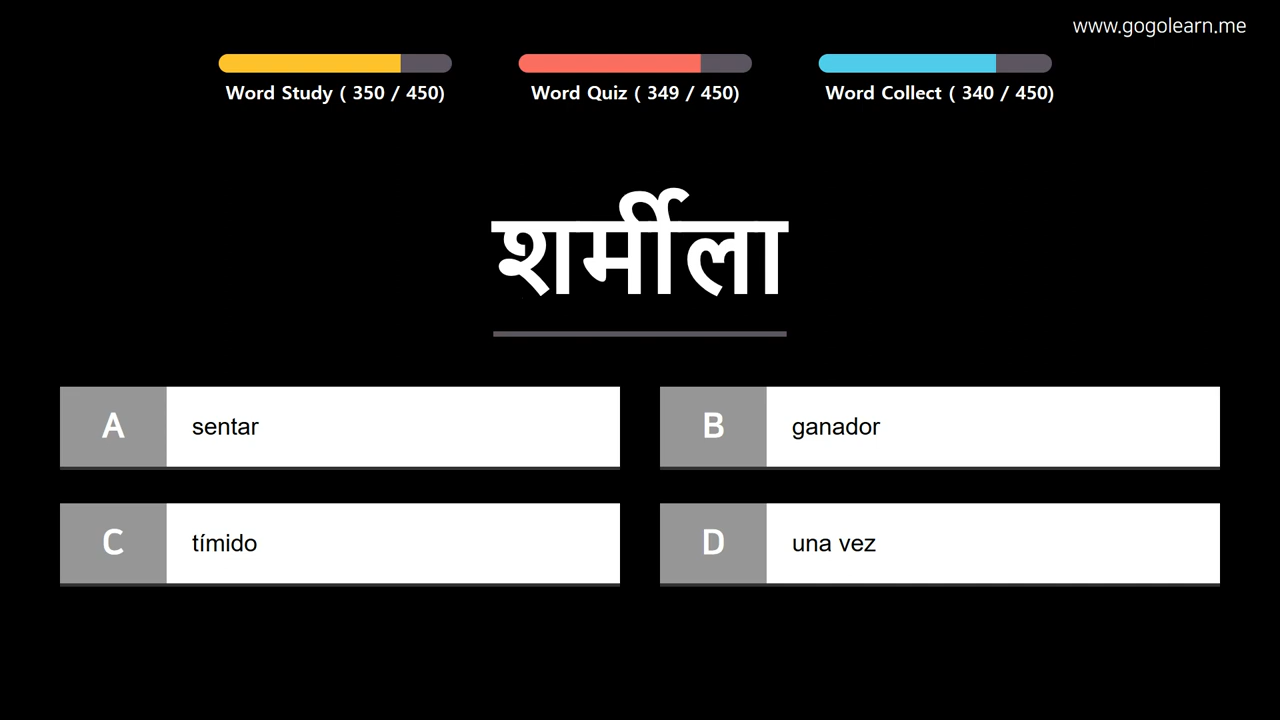 www.gogolearn.me
Word Study ( 350 / 450)
Word Quiz ( 349 / 450)
Word Collect ( 340 / 450)
शर्मीला
A sentar
B ganador
C tímido
D una vez